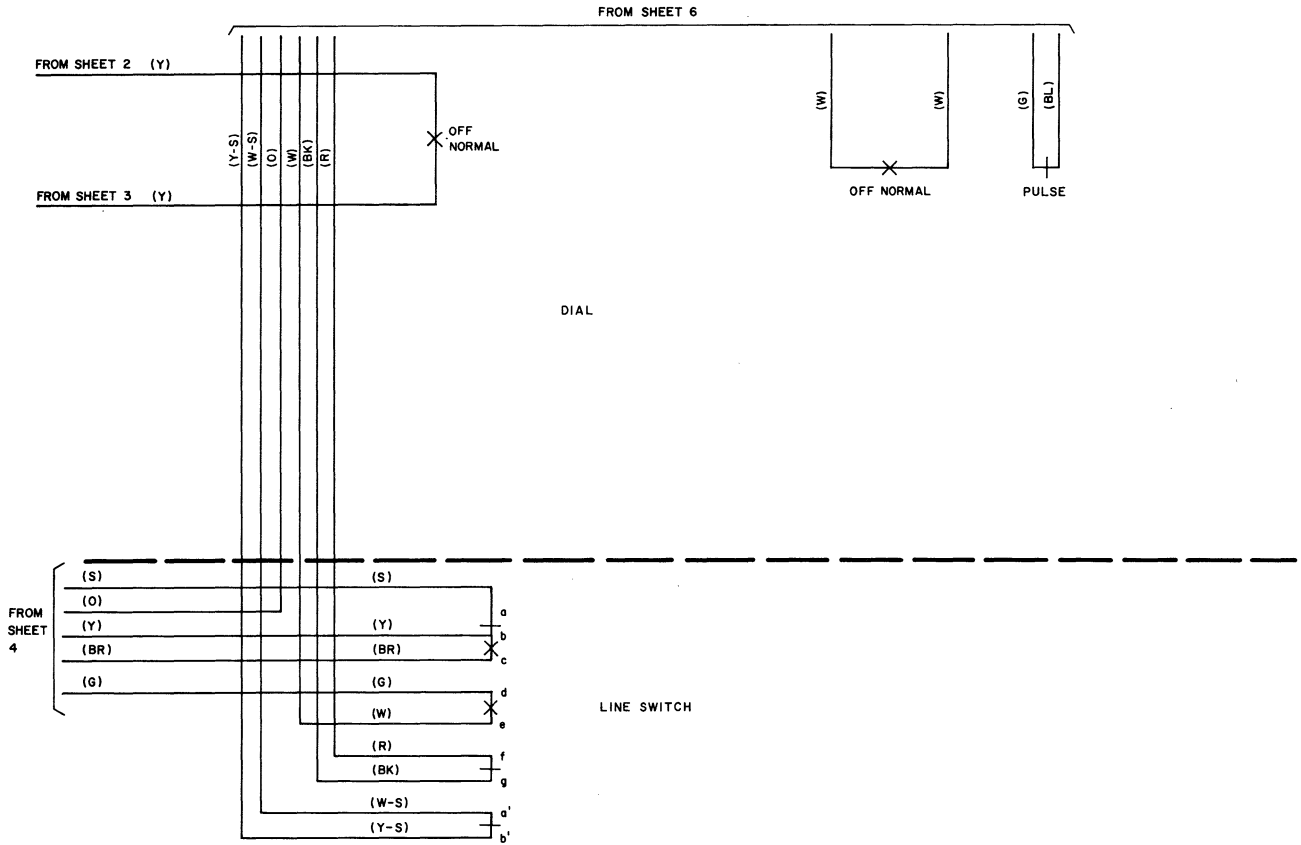 FROM SHEET 6
FROM SHEET 2 (Y)
OFF
NORMAL
(Y-S)
(W-S)
(O)
(W)
(BK)
(R)
(W)
(W)
(G)
(BL)
OFF NORMAL
PULSE
FROM SHEET 3 (Y)
DIAL
FROM
SHEET
4
(S) (S)
(O)
a
(Y) (Y)
b
(BR) (BR)
c
(G) (G)
d
LINE SWITCH
(W)
e
(R)
f
(BK)
g
(W-S)
a'
(Y-S)
b'